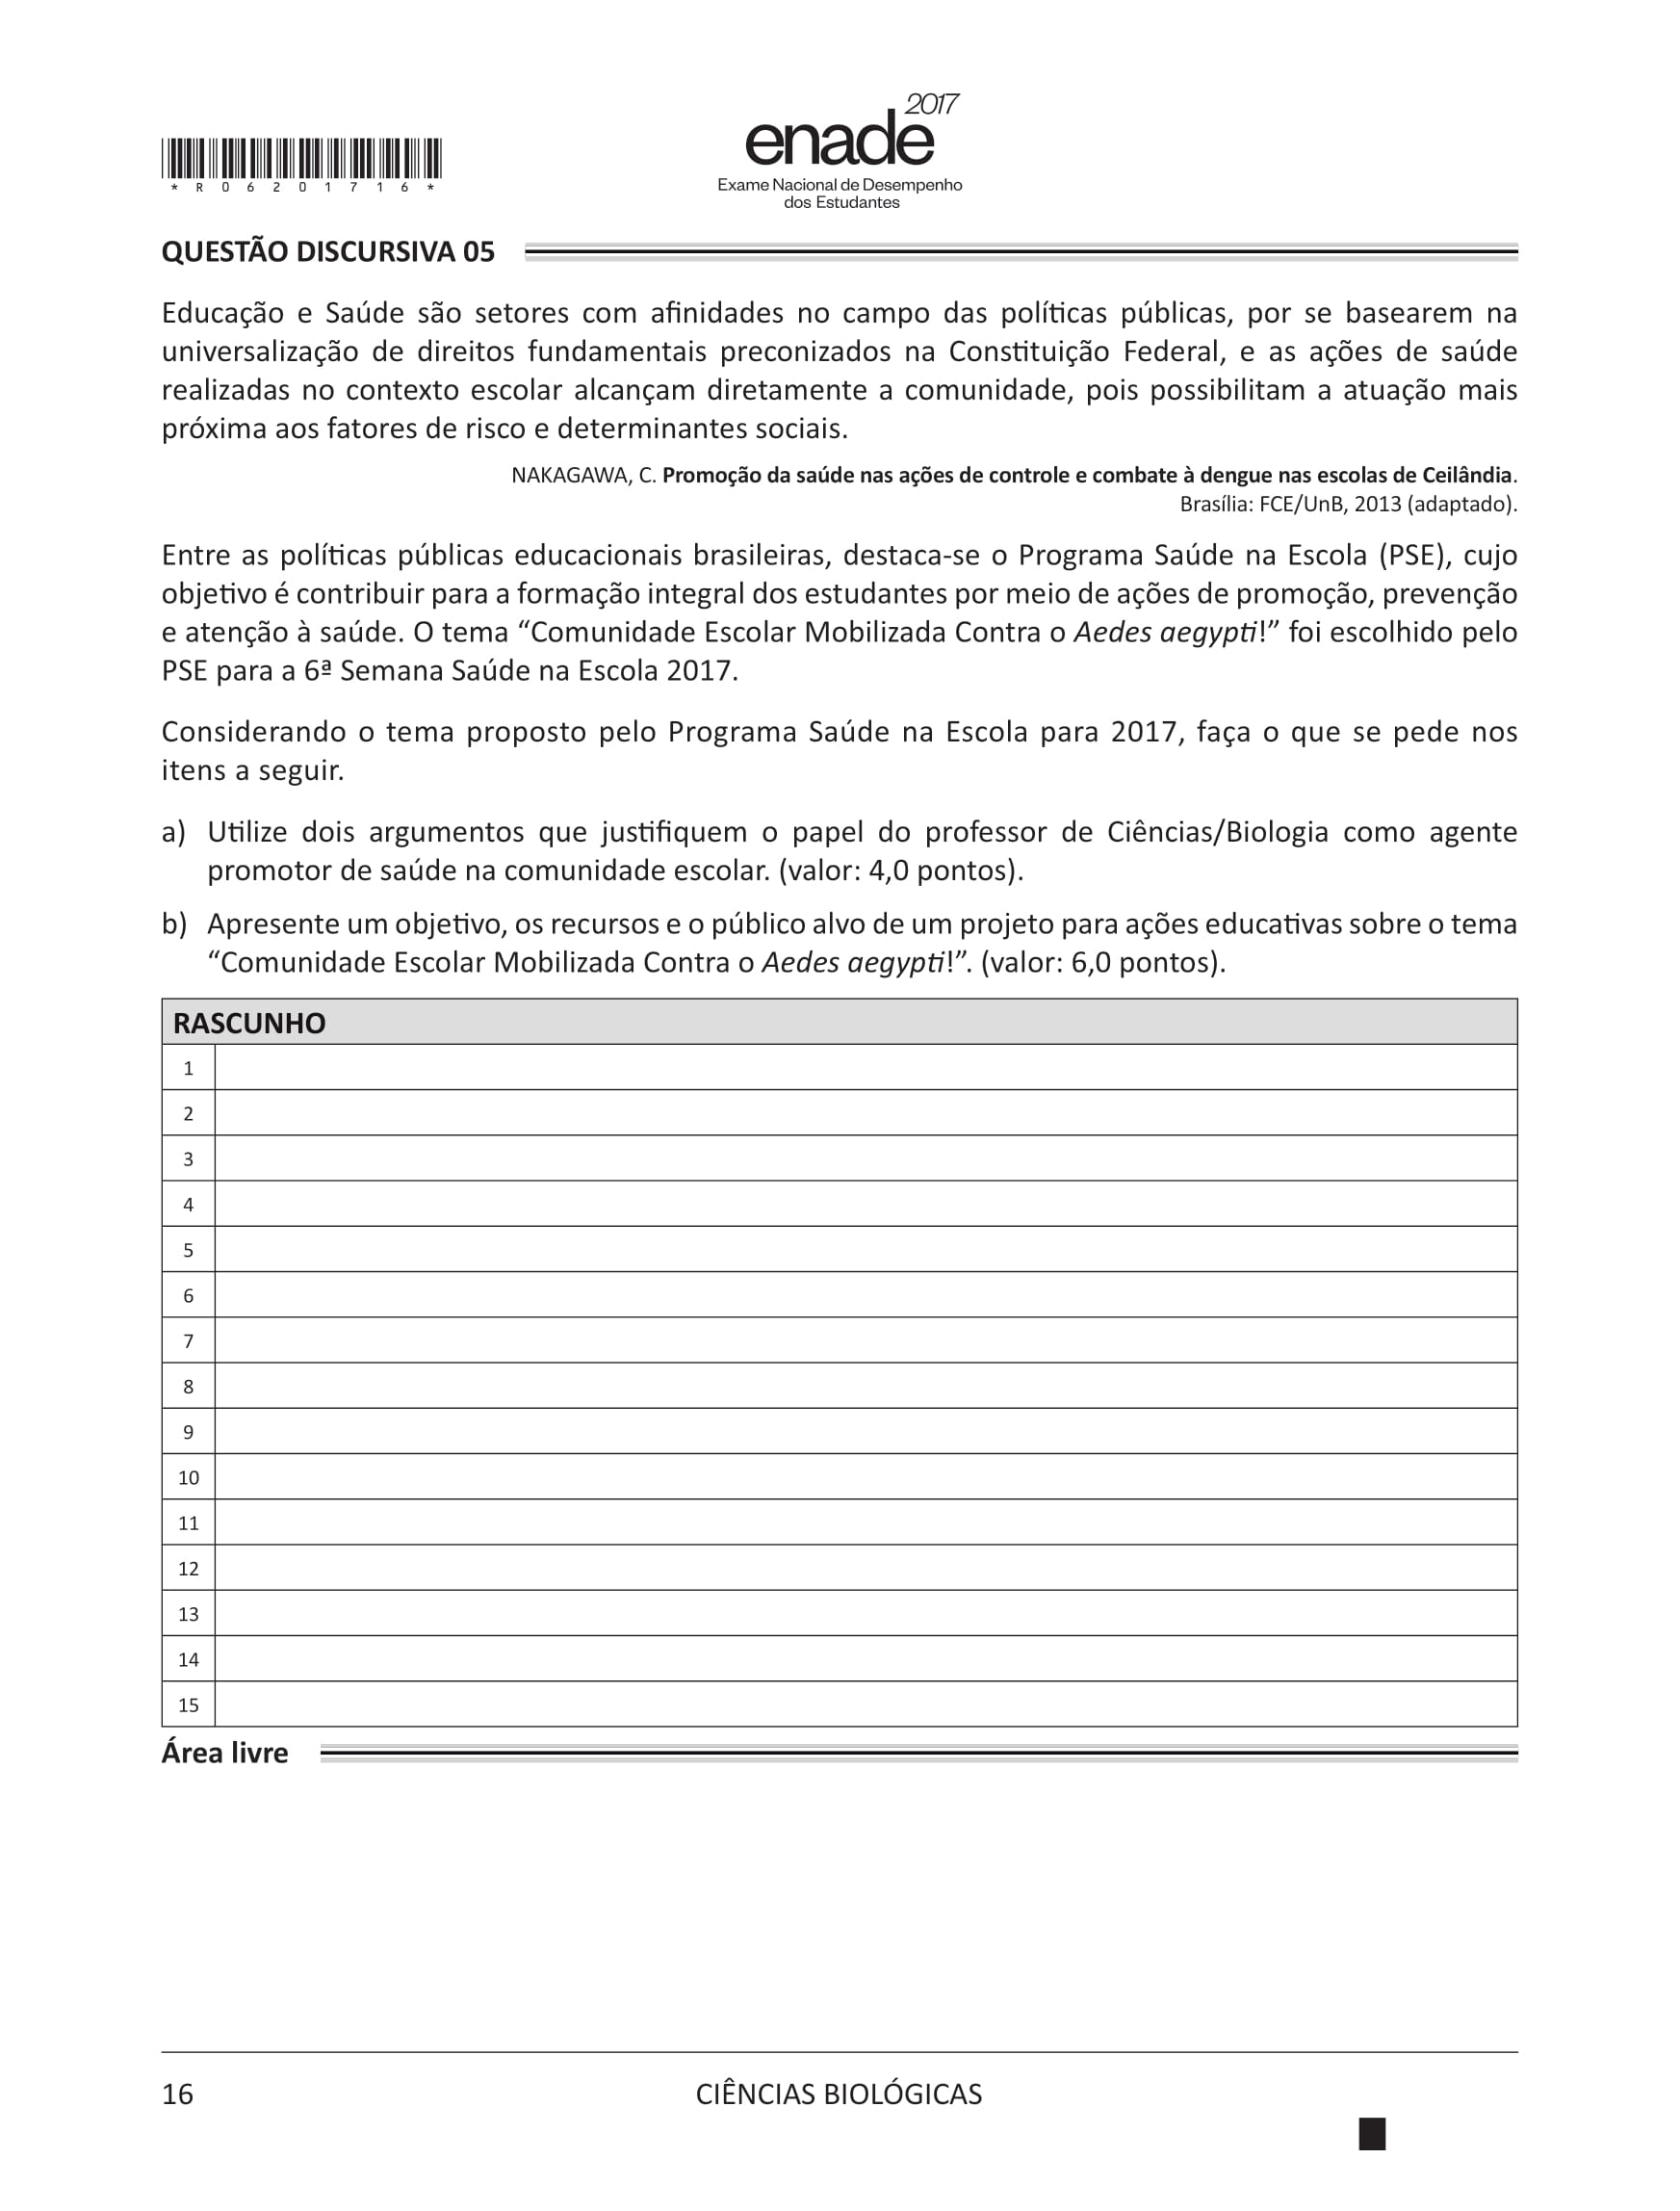 2017
enade
Exame Nacional de Desempenho
dos Estudantes
* R 0 6 2 0 1 7 1 6 *
QUESTÃO DISCURSIVA 05
Educação e Saúde são setores com afinidades no campo das políticas públicas, por se basearem na
universalização de direitos fundamentais preconizados na Constituição Federal, e as ações de saúde
realizadas no contexto escolar alcançam diretamente a comunidade, pois possibilitam a atuação mais
próxima aos fatores de risco e determinantes sociais.
NAKAGAWA, C. Promoção da saúde nas ações de controle e combate à dengue nas escolas de Ceilândia.
Brasília: FCE/UnB, 2013 (adaptado).
Entre as políticas públicas educacionais brasileiras, destaca-se o Programa Saúde na Escola (PSE), cujo
objetivo é contribuir para a formação integral dos estudantes por meio de ações de promoção, prevenção
e atenção à saúde. O tema “Comunidade Escolar Mobilizada Contra o Aedes aegypti!” foi escolhido pelo
PSE para a 6ª Semana Saúde na Escola 2017.
Considerando o tema proposto pelo Programa Saúde na Escola para 2017, faça o que se pede nos
itens a seguir.
a) Utilize dois argumentos que justifiquem o papel do professor de Ciências/Biologia como agente
promotor de saúde na comunidade escolar. (valor: 4,0 pontos).
b) Apresente um objetivo, os recursos e o público alvo de um projeto para ações educativas sobre o tema
“Comunidade Escolar Mobilizada Contra o Aedes aegypti!”. (valor: 6,0 pontos).
RASCUNHO
1
2
3
4
5
6
7
8
9
10
11
12
13
14
15
Área livre
16
CIÊNCIAS BIOLÓGICAS